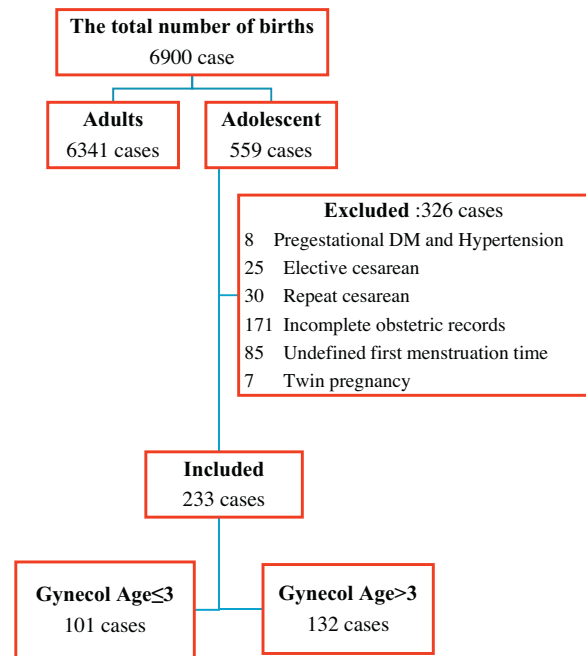 The total number of births
6900 case
Adults
6341 cases
Adolescent
559 cases
Excluded :326 cases
8 Pregestational DM and Hypertension
25 Elective cesarean
30 Repeat cesarean
171 Incomplete obstetric records
85 Undefined first menstruation time
7 Twin pregnancy
Included
233 cases
Gynecol Age≤3
101 cases
Gynecol Age>3
132 cases